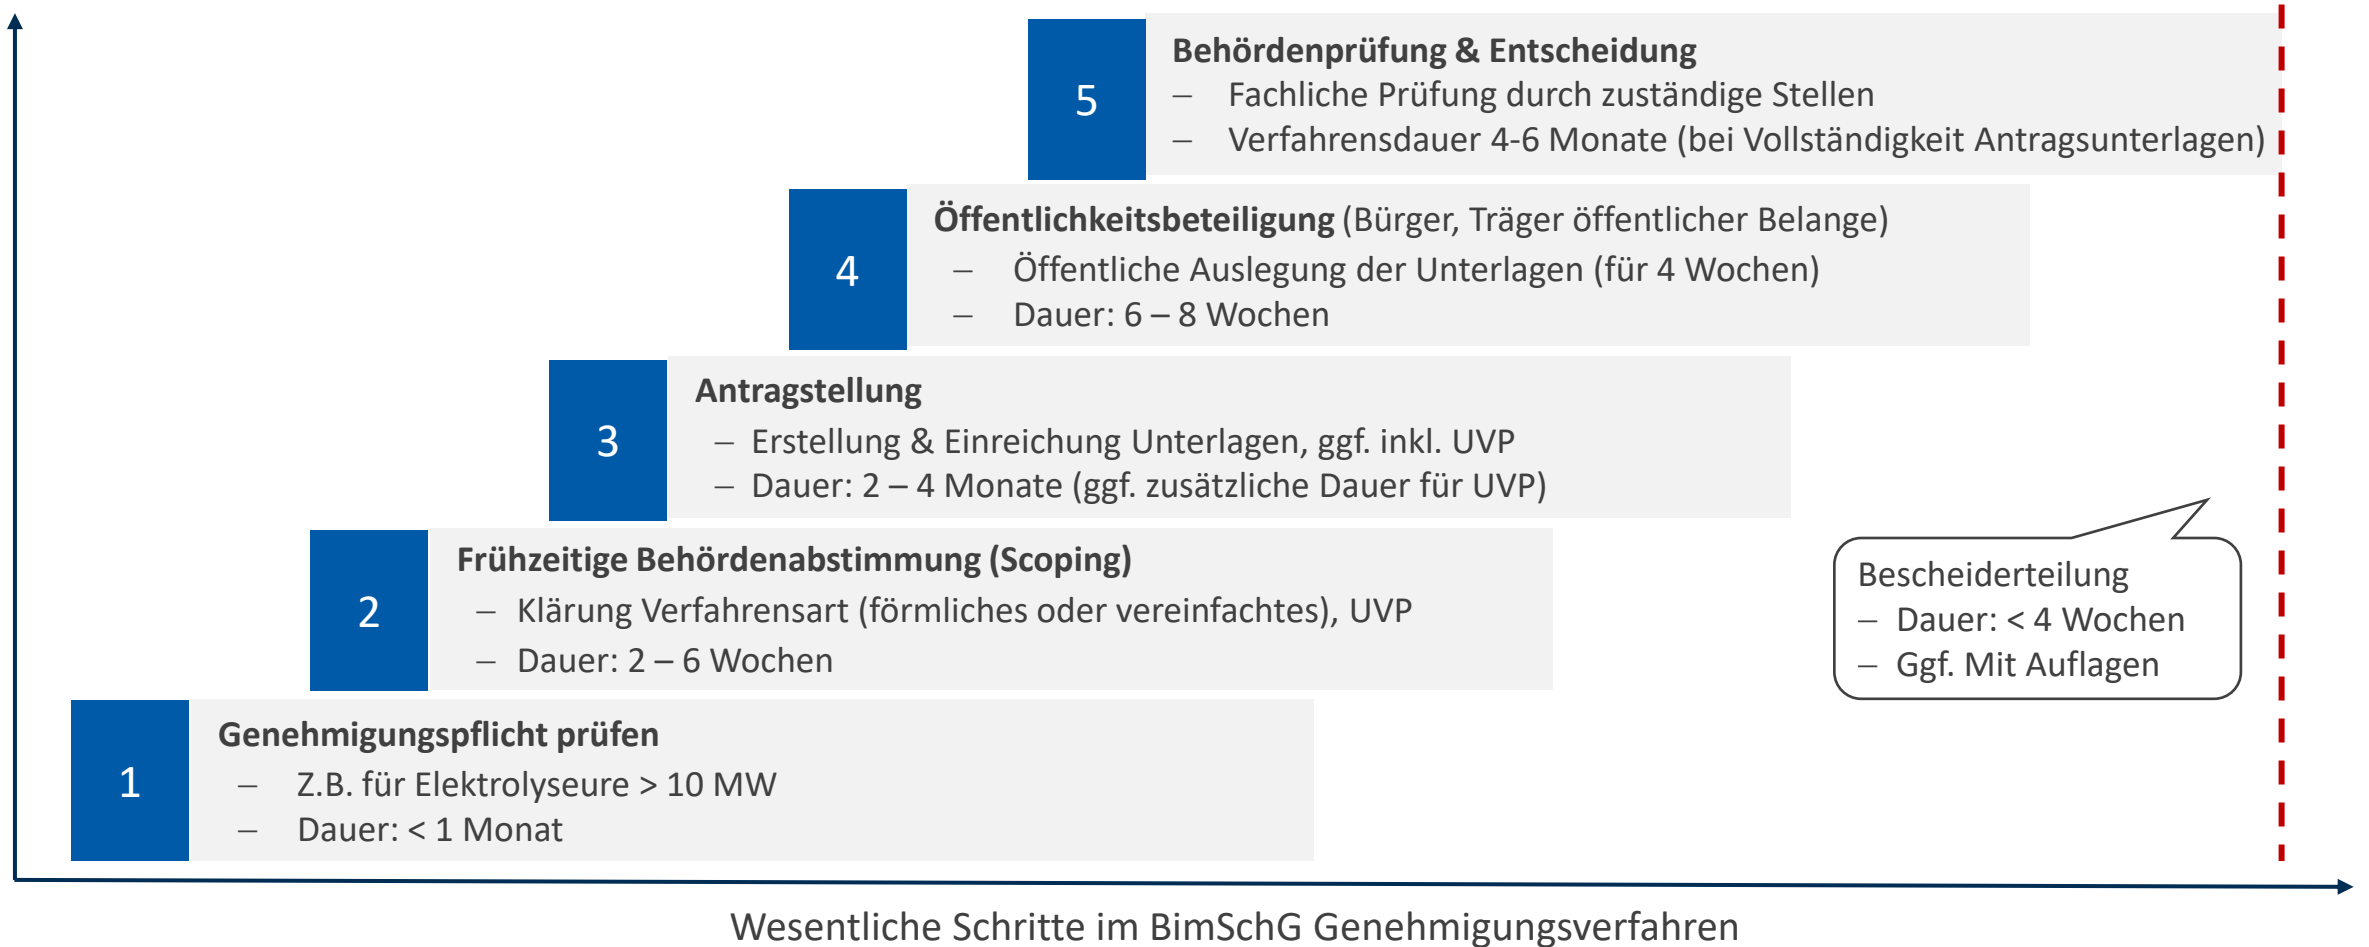 5
Behördenprüfung & Entscheidung
– Fachliche Prüfung durch zuständige Stellen
– Verfahrensdauer 4-6 Monate (bei Vollständigkeit Antragsunterlagen)
4
Öffentlichkeitsbeteiligung (Bürger, Träger öffentlicher Belange)
– Öffentliche Auslegung der Unterlagen (für 4 Wochen)
– Dauer: 6 – 8 Wochen
3
Antragstellung
– Erstellung & Einreichung Unterlagen, ggf. inkl. UVP
– Dauer: 2 – 4 Monate (ggf. zusätzliche Dauer für UVP)
2
Frühzeitige Behördenabstimmung (Scoping)
– Klärung Verfahrensart (förmliches oder vereinfachtes), UVP
– Dauer: 2 – 6 Wochen
Bescheiderteilung
– Dauer: < 4 Wochen
– Ggf. Mit Auflagen
1
Genehmigungspflicht prüfen
– Z.B. für Elektrolyseure > 10 MW
– Dauer: < 1 Monat
Wesentliche Schritte im BimSchG Genehmigungsverfahren